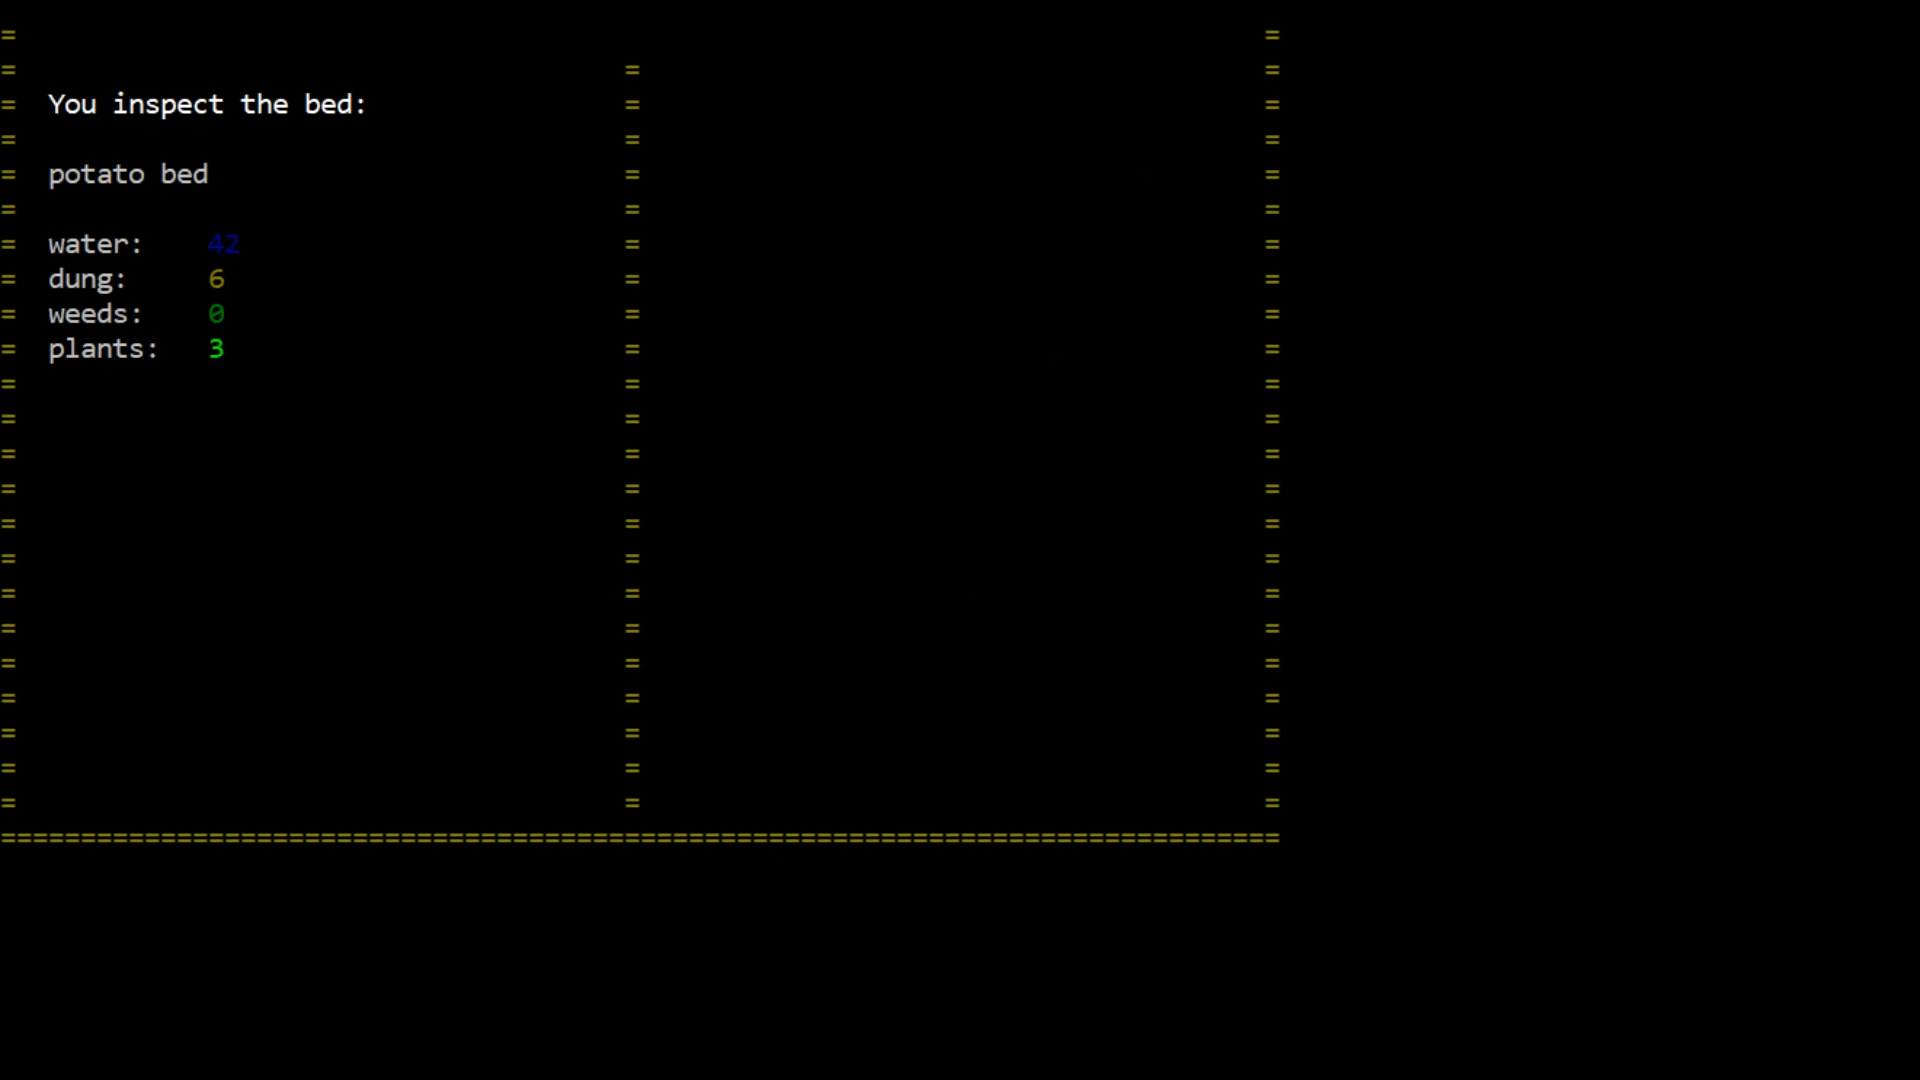 You inspect the bed:
potato bed
water: 42
dung: 6
weeds: 0
plants: 3